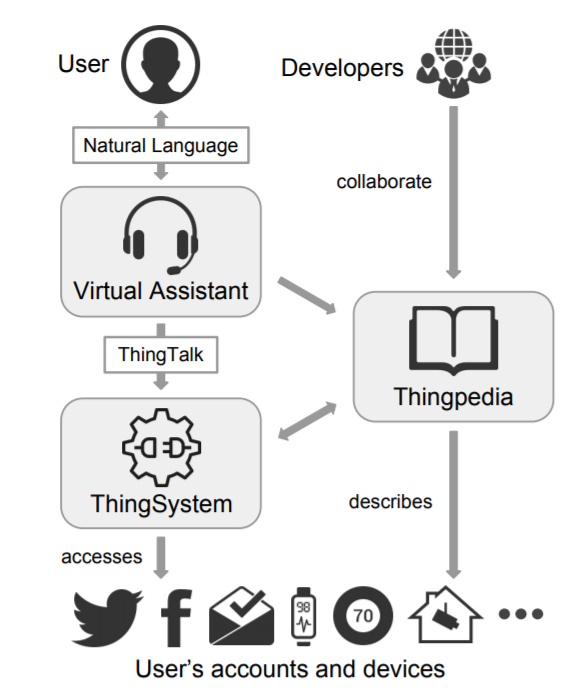 User
Developers
Natural Language
collaborate
Virtual Assistant
ThingTalk
Thingpedia
ThingSystem
describes
accesses
98
70
User's accounts and devices